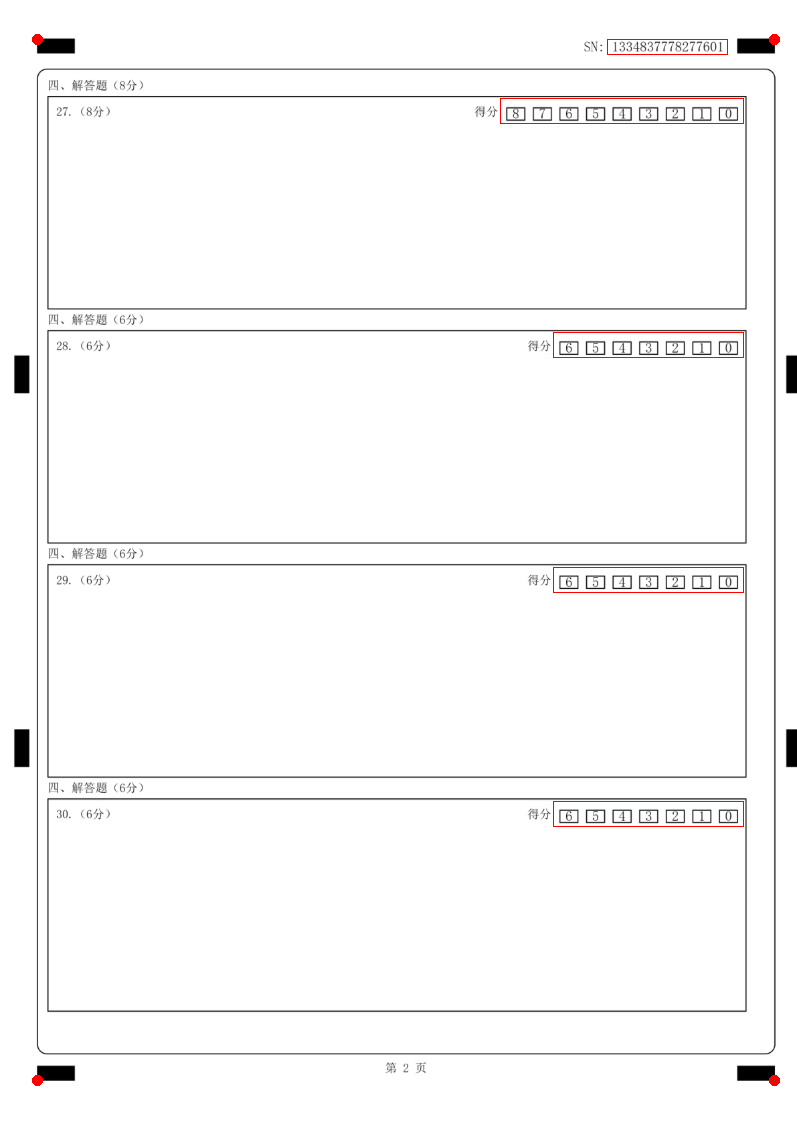 SN: 1334837778277601
四、解答题（8分）
27.（8分） 得分 8 7 6 5 4 3 2 1 0
四、解答题（6分）
28.（6分） 得分 6 5 4 3 2 1 0
四、解答题（6分）
29.（6分） 得分 6 5 4 3 2 1 0
四、解答题（6分）
30.（6分） 得分 6 5 4 3 2 1 0
第 2 页